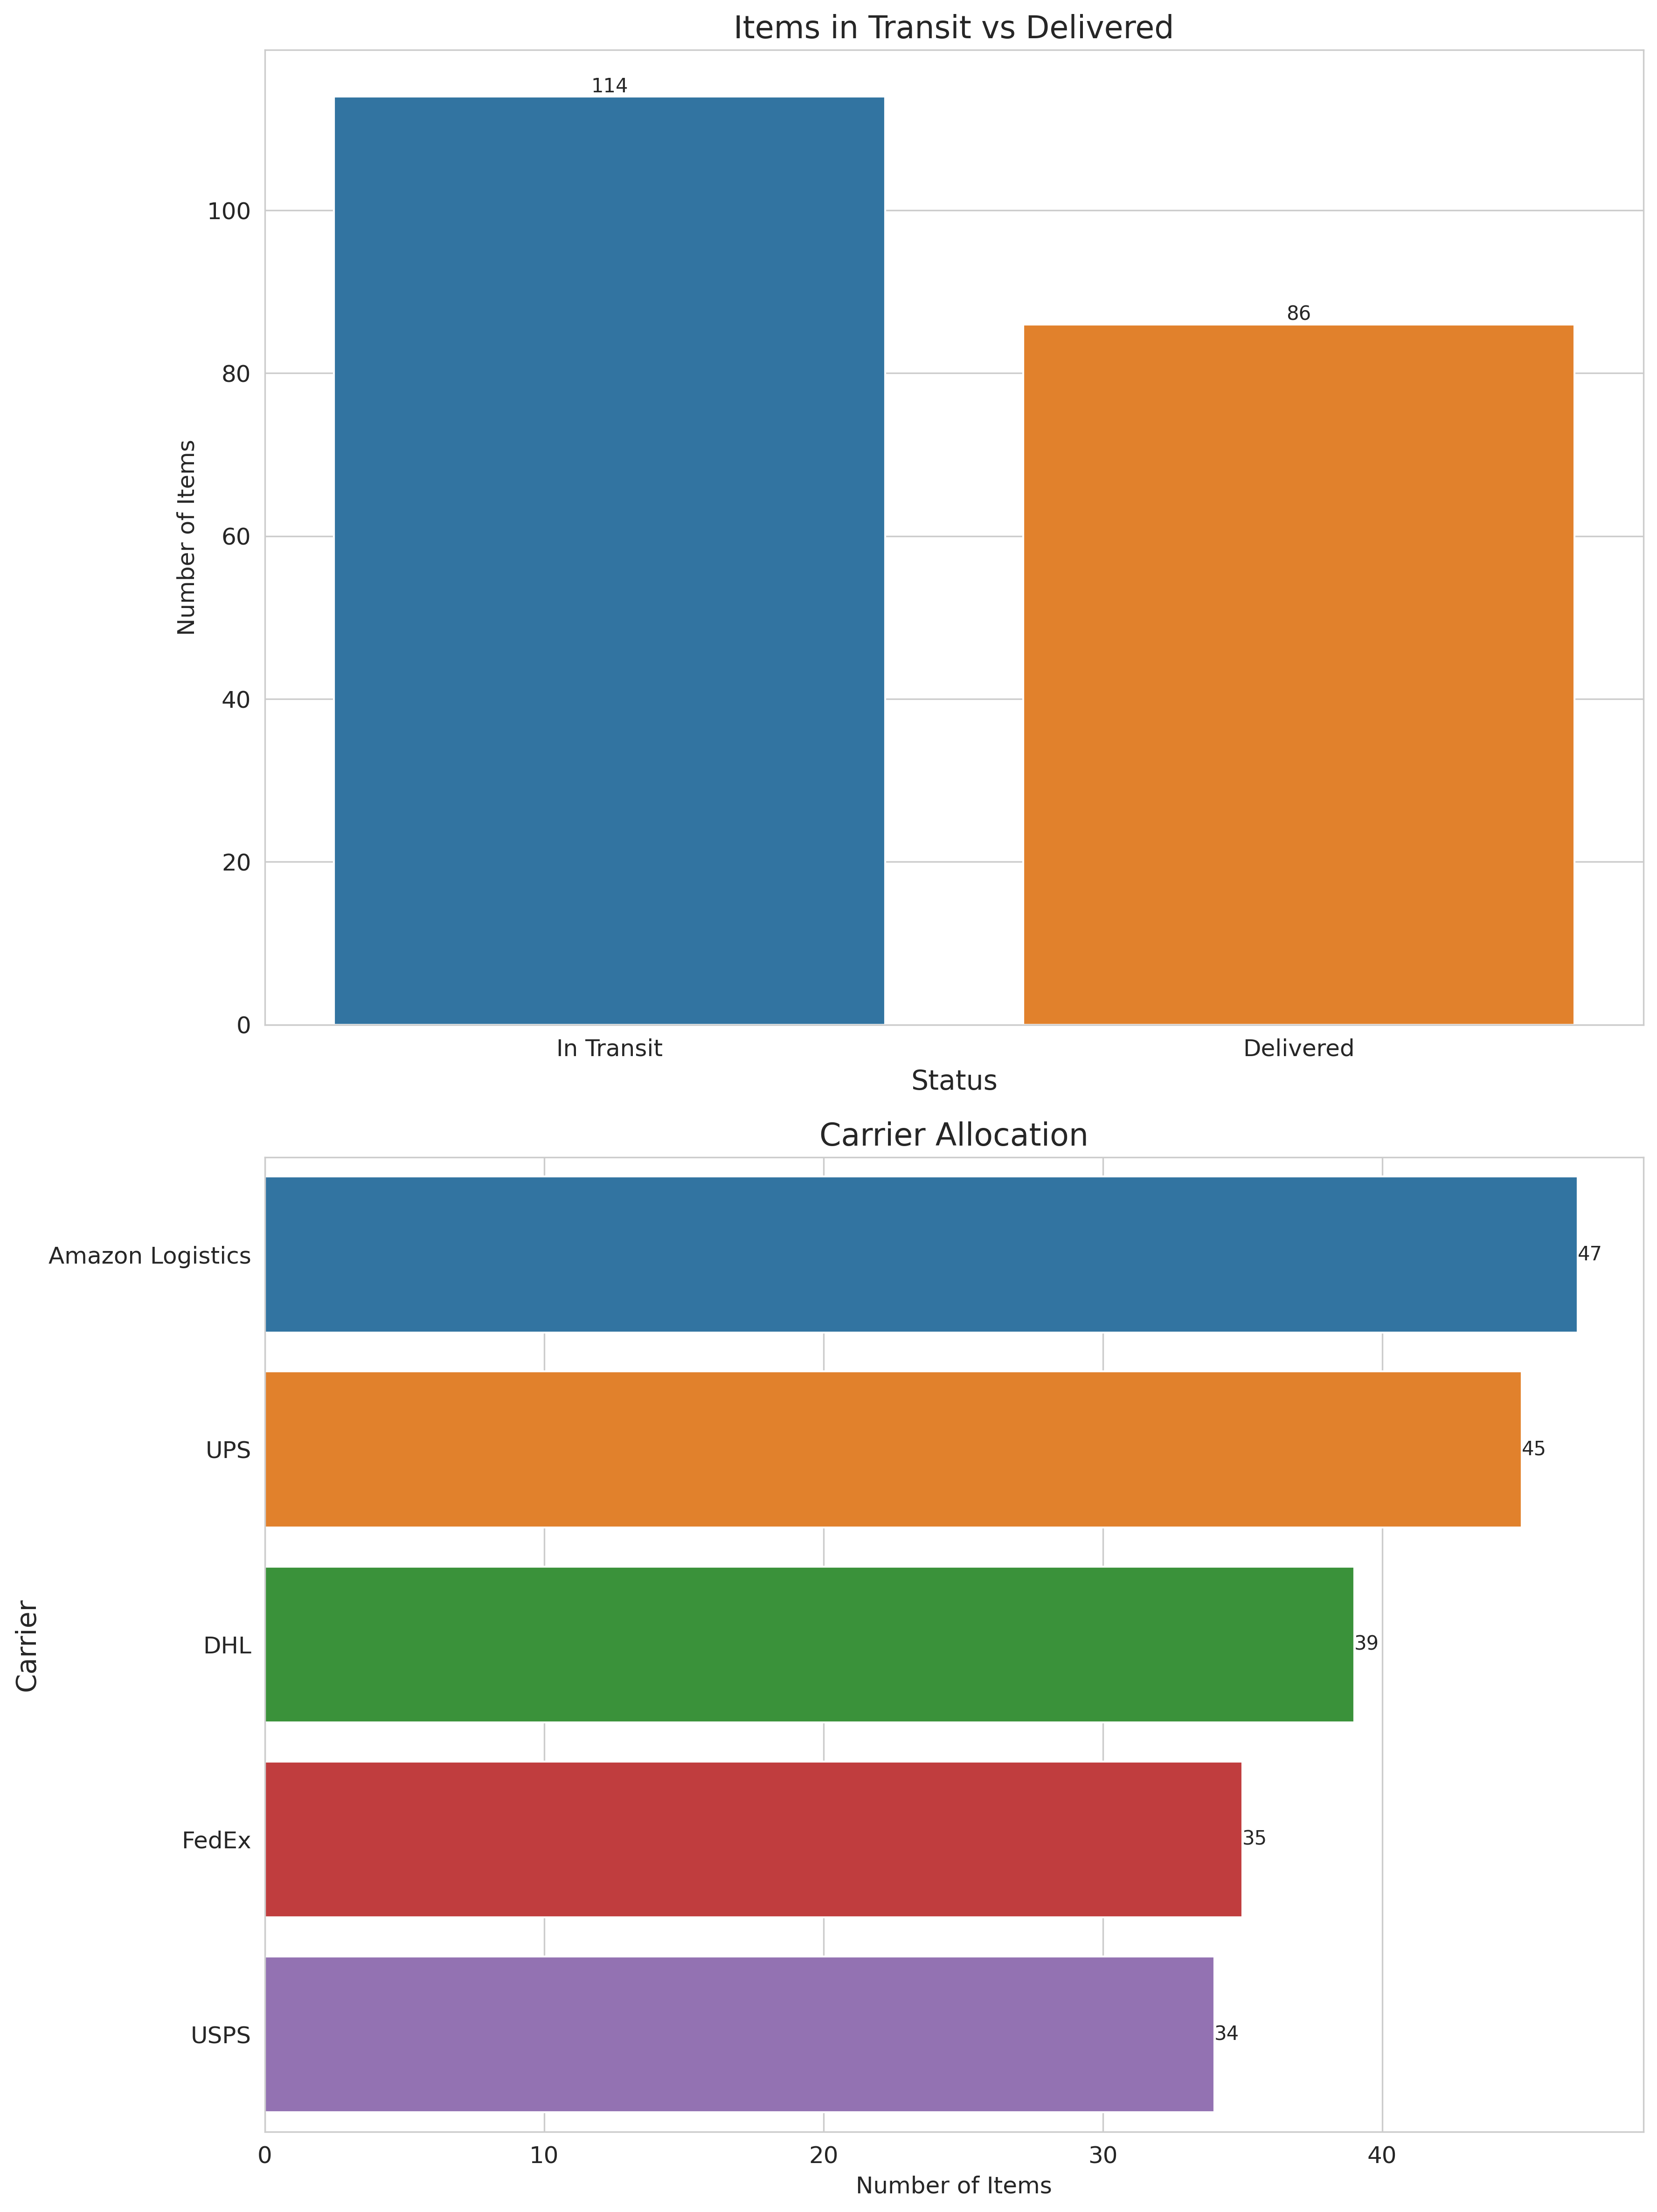 Items in Transit vs Delivered
114
86
100
80
60
40
20
0
Number of Items
In Transit
Delivered
Status
Carrier Allocation
Amazon Logistics
47
UPS
45
DHL
39
FedEx
35
USPS
34
Carrier
0
10
20
30
40
Number of Items